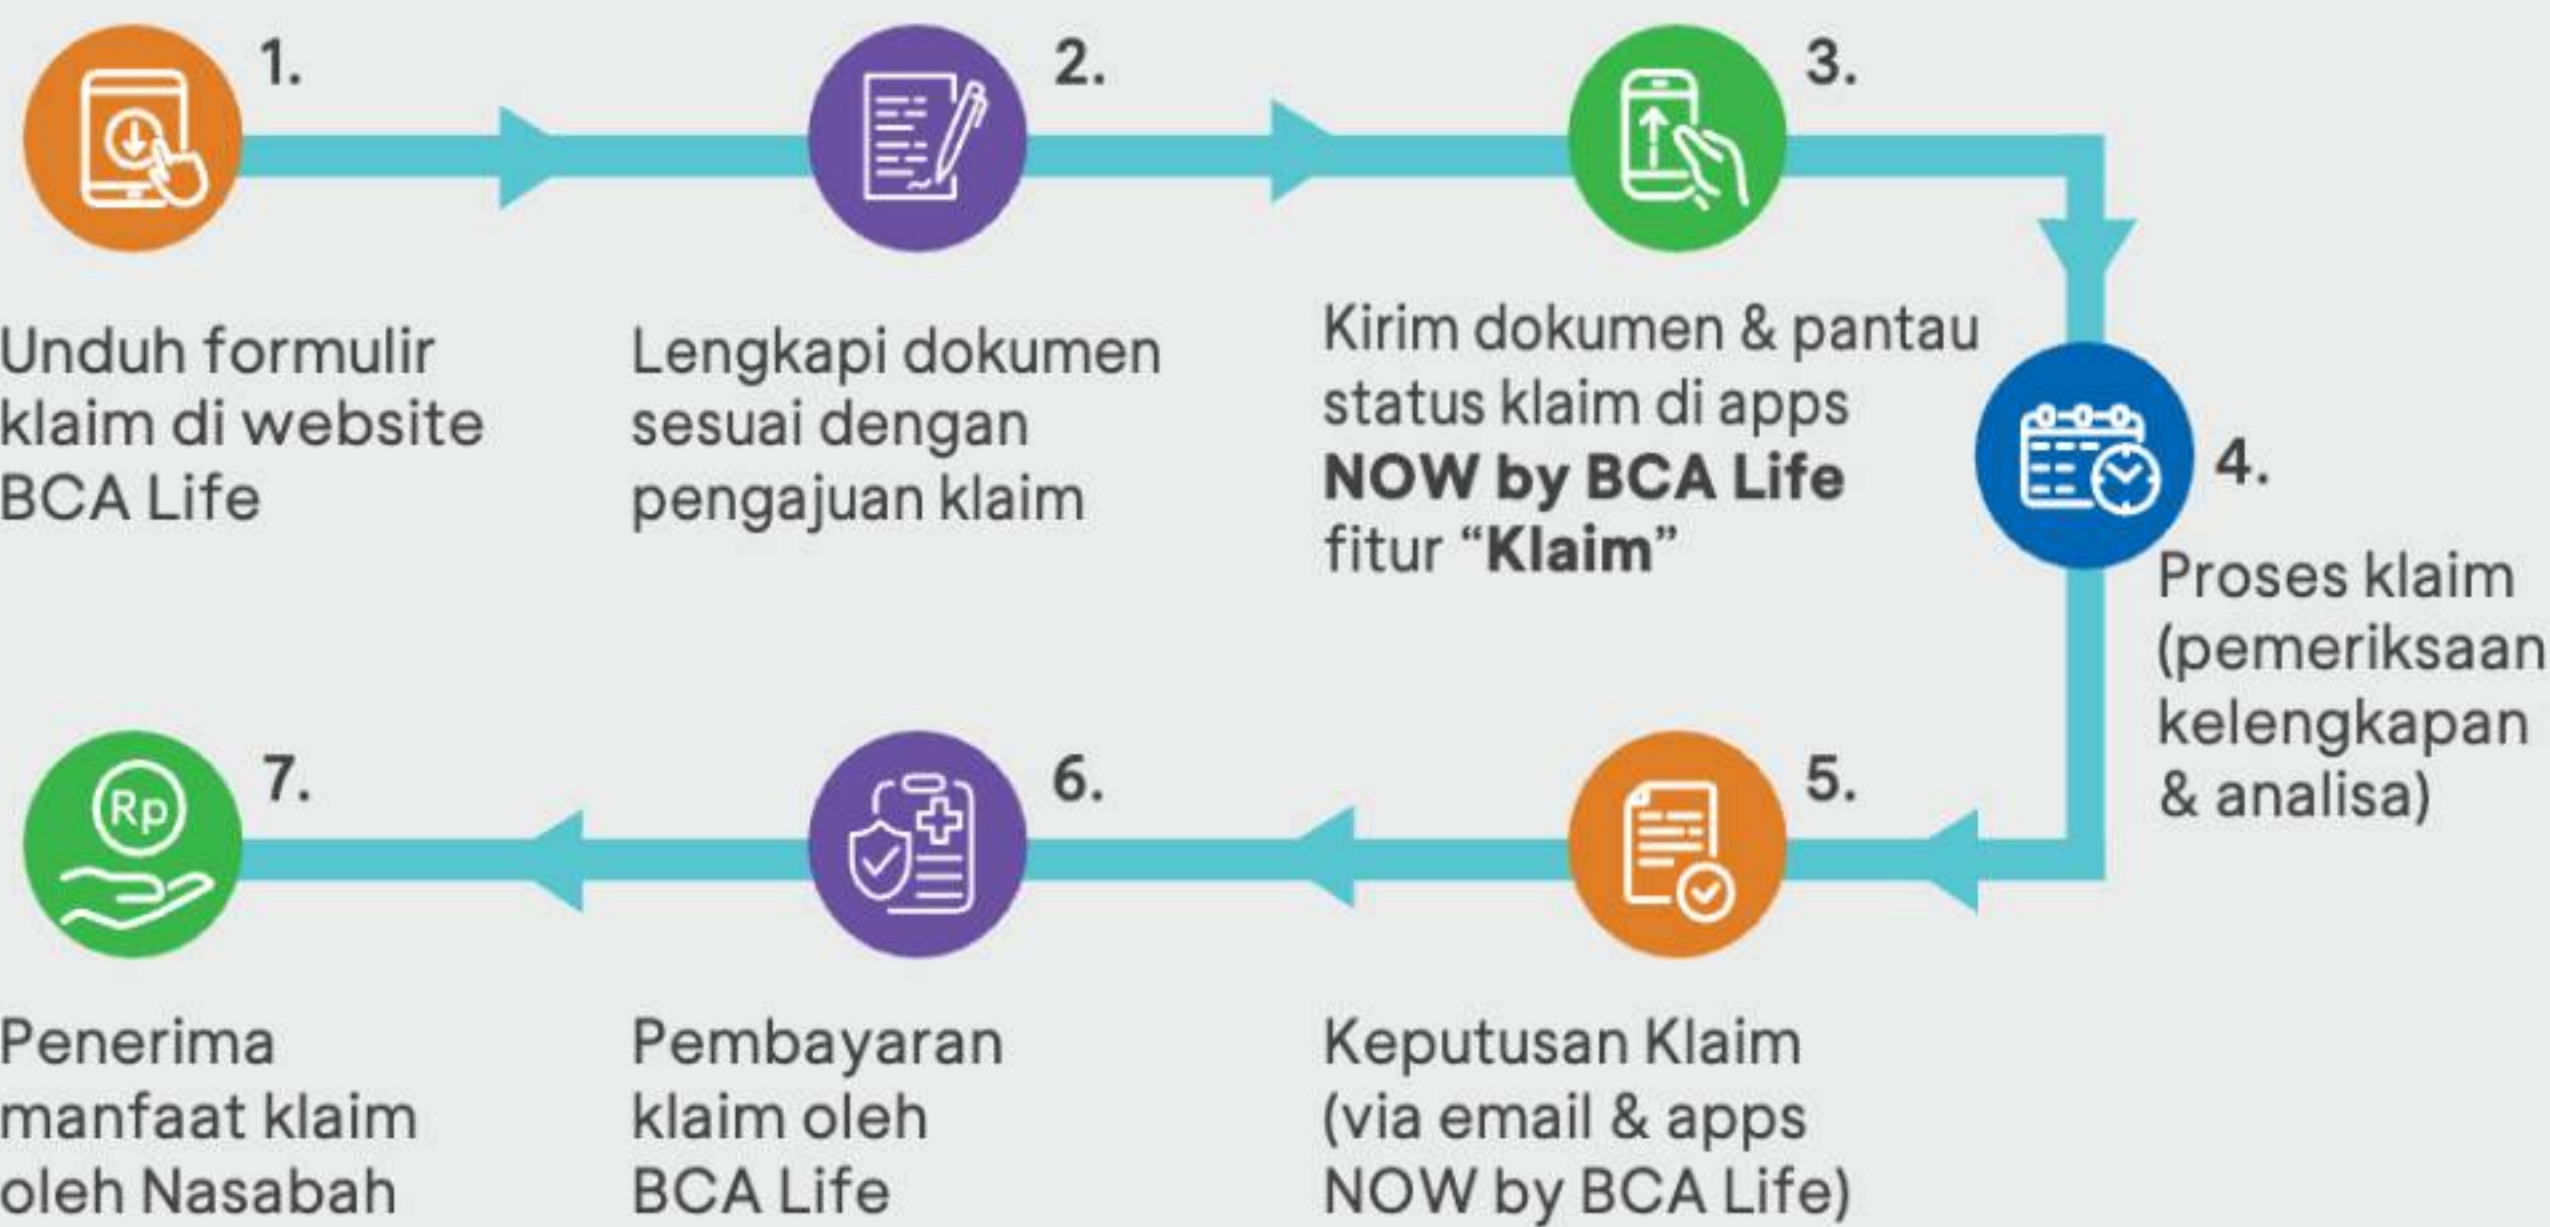 1.
Unduh formulir
klaim di website
BCA Life
2.
Lengkapi dokumen
sesuai dengan
pengajuan klaim
3.
Kirim dokumen & pantau
status klaim di apps
NOW by BCA Life
fitur “Klaim”
4.
Proses klaim
(pemeriksaan
kelengkapan
& analisa)
5.
Keputusan Klaim
(via email & apps
NOW by BCA Life)
6.
Pembayaran
klaim oleh
BCA Life
7.
Rp
Penerima
manfaat klaim
oleh Nasabah